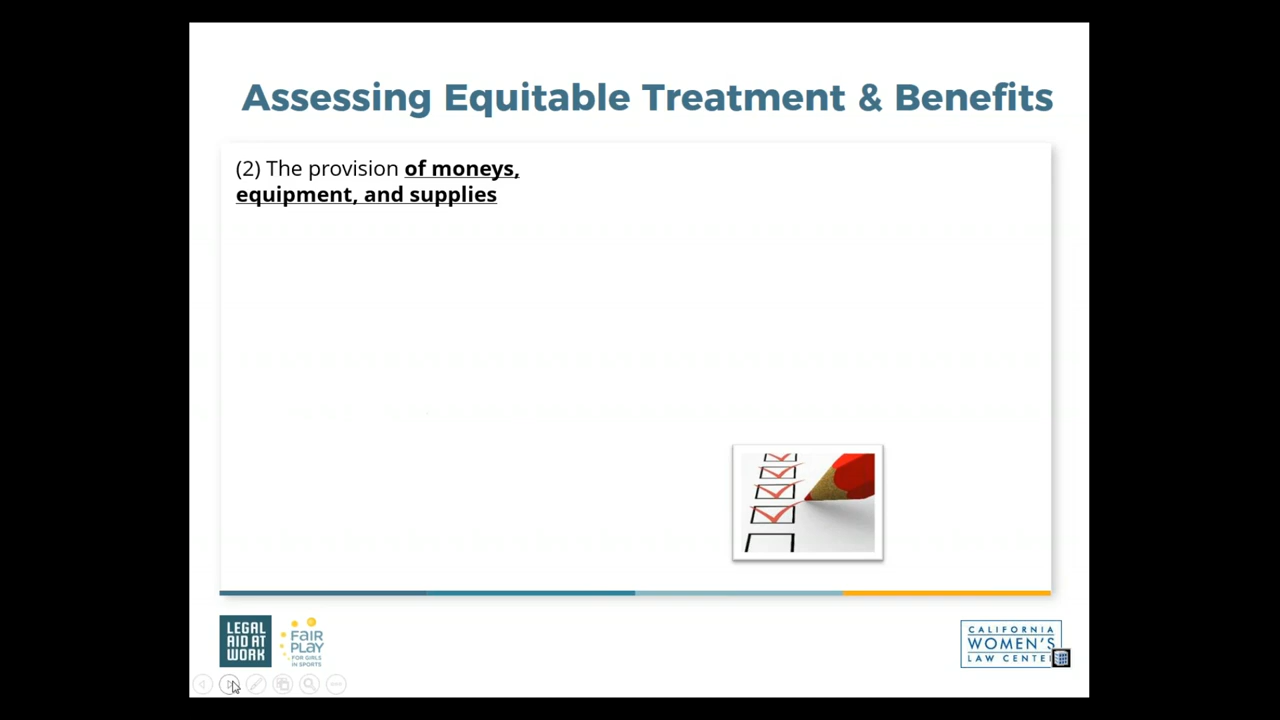 Assessing Equitable Treatment & Benefits
(2) The provision of moneys,
equipment, and supplies
LEGAL
AID AT
WORK
FAIR
PLAY
FOR GIRLS
IN SPORTS
CALIFORNIA
WOMEN'S
LAW CENTE